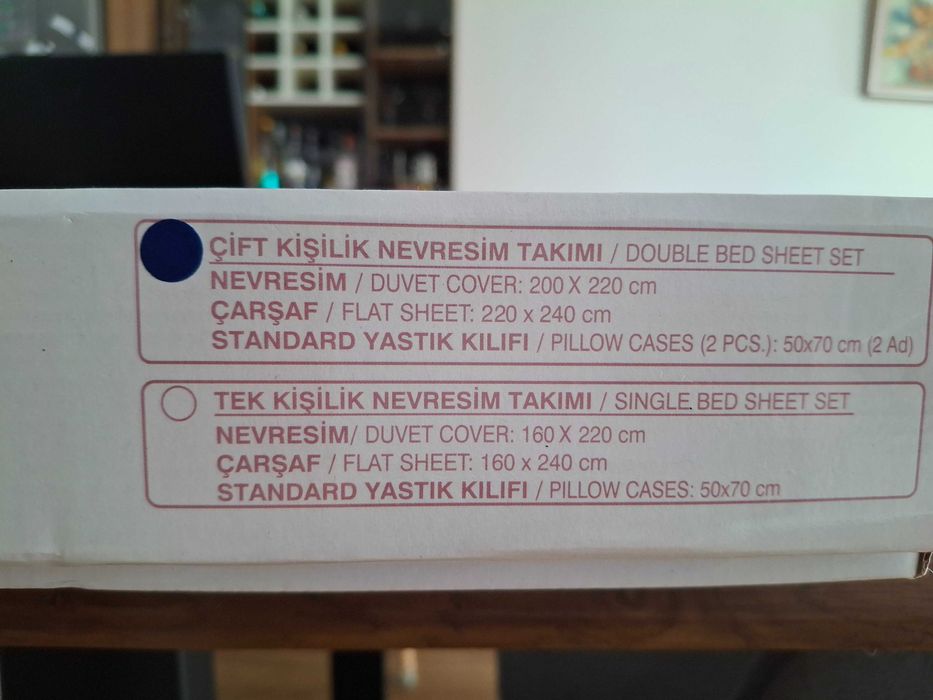 ÇİFT KİŞİLİK NEVRESİM TAKIMI / DOUBLE BED SHEET SET
NEVRESİM / DUVET COVER: 200 X 220 cm
ÇARŞAF / FLAT SHEET: 220 x 240 cm
STANDARD YASTIK KILIFI / PILLOW CASES (2 PCS.): 50x70 cm (2 Ad)
TEK KİŞİLİK NEVRESİM TAKIMI / SINGLE BED SHEET SET
NEVRESİM/ DUVET COVER: 160 X 220 cm
ÇARŞAF / FLAT SHEET: 160 x 240 cm
STANDARD YASTIK KILIFI / PILLOW CASES: 50x70 cm